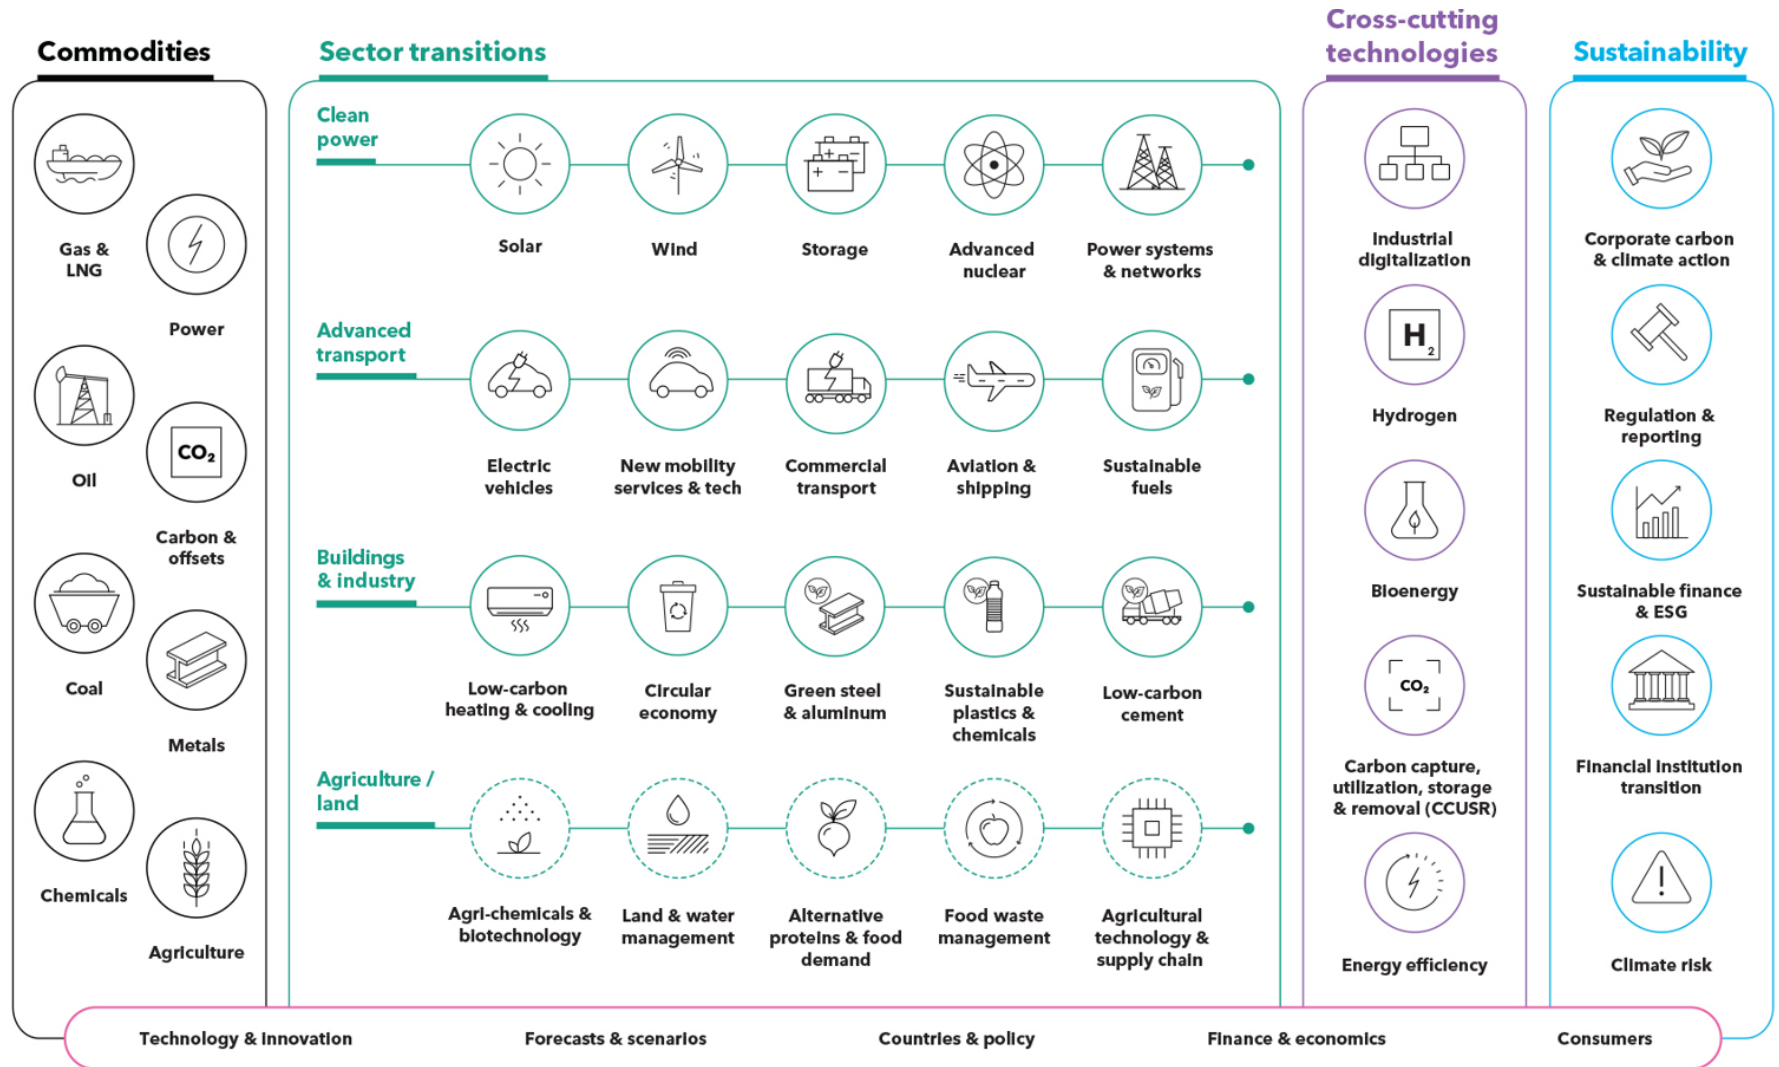 Commodities
Gas &
LNG
Power
Oil
CO₂
Carbon &
offsets
Coal
Metals
Chemicals
Agriculture
Sector transitions
Clean
power
Solar
Wind
Storage
Advanced
nuclear
Power systems
& networks
Advanced
transport
Electric
vehicles
New mobility
services & tech
Commercial
transport
Aviation &
shipping
Sustainable
fuels
Buildings
& industry
Low-carbon
heating & cooling
Circular
economy
Green steel
& aluminum
Sustainable
plastics &
chemicals
Low-carbon
cement
Agriculture /
land
Agri-chemicals &
biotechnology
Land & water
management
Alternative
proteins & food
demand
Food waste
management
Agricultural
technology &
supply chain
Cross-cutting
technologies
Industrial
digitalization
H₂
Hydrogen
Bioenergy
CO₂
Carbon capture,
utilization, storage
& removal (CCUSR)
Energy efficiency
Sustainability
Corporate carbon
& climate action
Regulation &
reporting
Sustainable finance
& ESG
Financial institution
transition
Climate risk
Technology & innovation
Forecasts & scenarios
Countries & policy
Finance & economics
Consumers